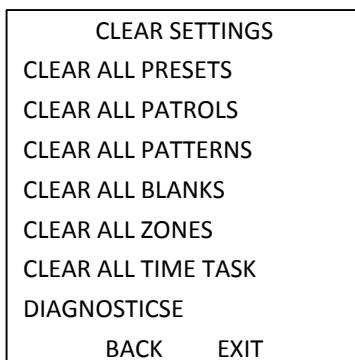 CLEAR SETTINGS
CLEAR ALL PRESETS
CLEAR ALL PATROLS
CLEAR ALL PATTERNS
CLEAR ALL BLANKS
CLEAR ALL ZONES
CLEAR ALL TIME TASK
DIAGNOSTICSE
BACK EXIT